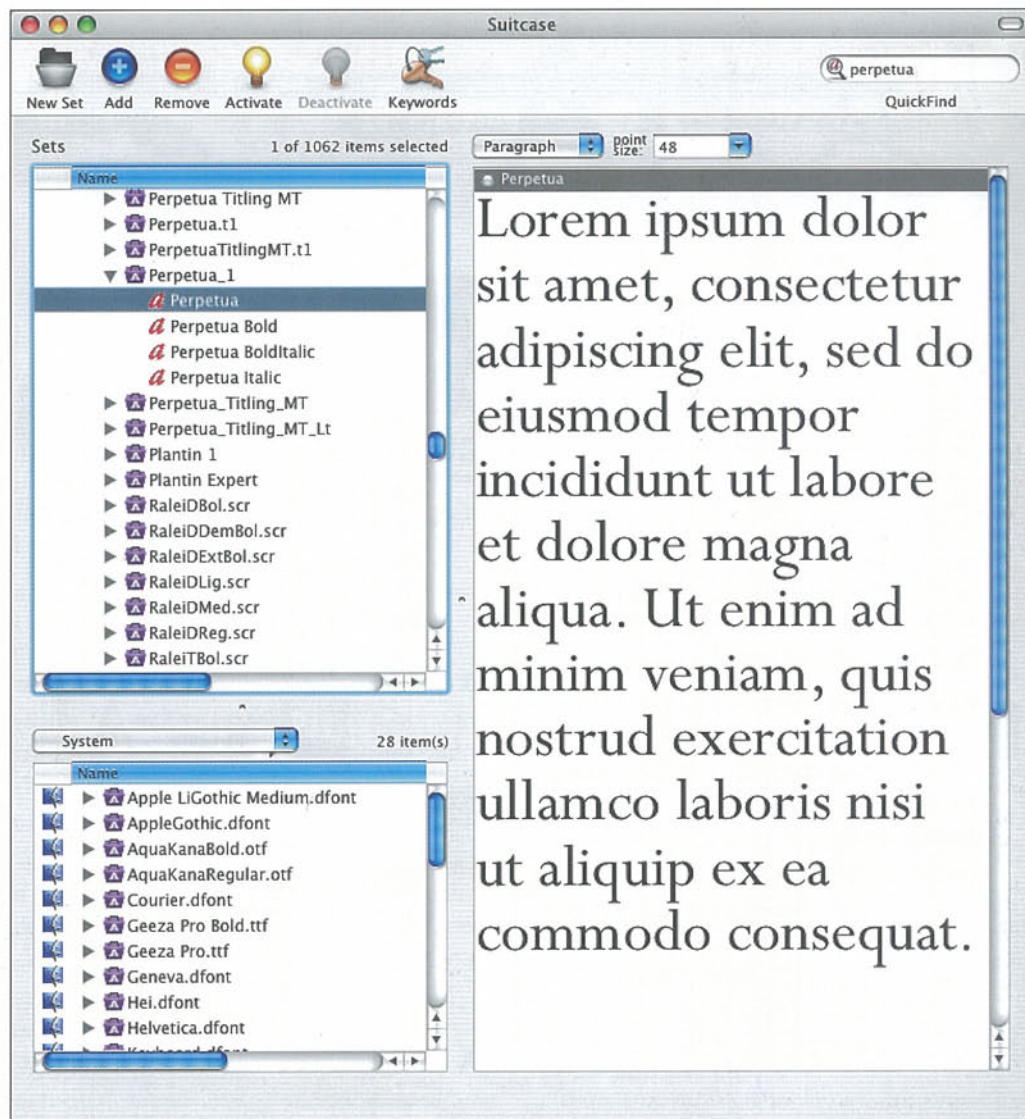 Suitcase
New Set Add Remove Activate Deactivate Keywords
perpetua
QuickFind
Sets 1 of 1062 items selected
Name
Perpetua Titling MT
Perpetua.t1
PerpetuaTitlingMT.t1
Perpetua_1
Perpetua
Perpetua Bold
Perpetua BoldItalic
Perpetua Italic
Perpetua_Titling_MT
Perpetua_Titling_MT_Lt
Plantin 1
Plantin Expert
RaleiDBol.scr
RaleiDDemBol.scr
RaleiDExtBol.scr
RaleiDLig.scr
RaleiDMed.scr
RaleiDReg.scr
RaleiTBol.scr
System 28 item(s)
Name
Apple LiGothic Medium.dfont
AppleGothic.dfont
AquaKanaBold.otf
AquaKanaRegular.otf
Courier.dfont
Geeza Pro Bold.ttf
Geeza Pro.ttf
Geneva.dfont
Hei.dfont
Helvetica.dfont
Keyboard.dfont
Paragraph point size: 48
Perpetua
Lorem ipsum dolor
sit amet, consectetur
adipiscing elit, sed do
eiusmod tempor
incididunt ut labore
et dolore magna
aliqua. Ut enim ad
minim veniam, quis
nostrud exercitation
ullamco laboris nisi
ut aliquip ex ea
commodo consequat.